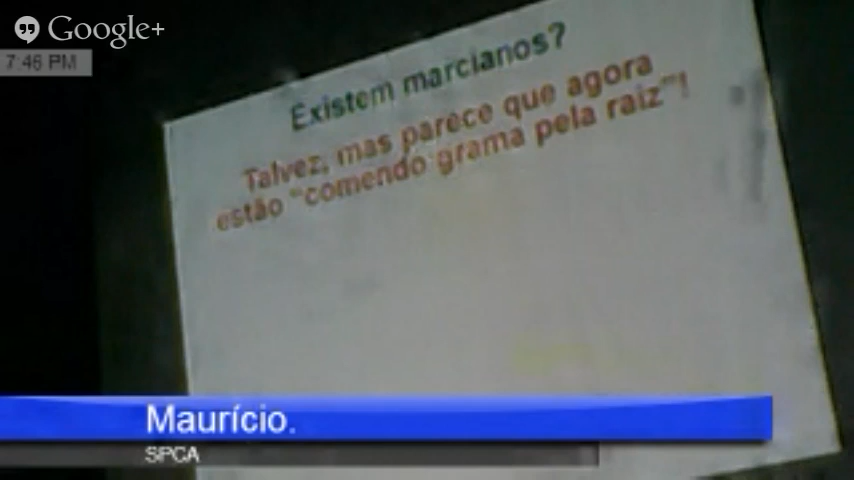 Google+
7:46 PM
Existem marcianos?
Talvez, mas parece que agora
estão "comendo grama pela raiz"!
Maurício.
SPCA